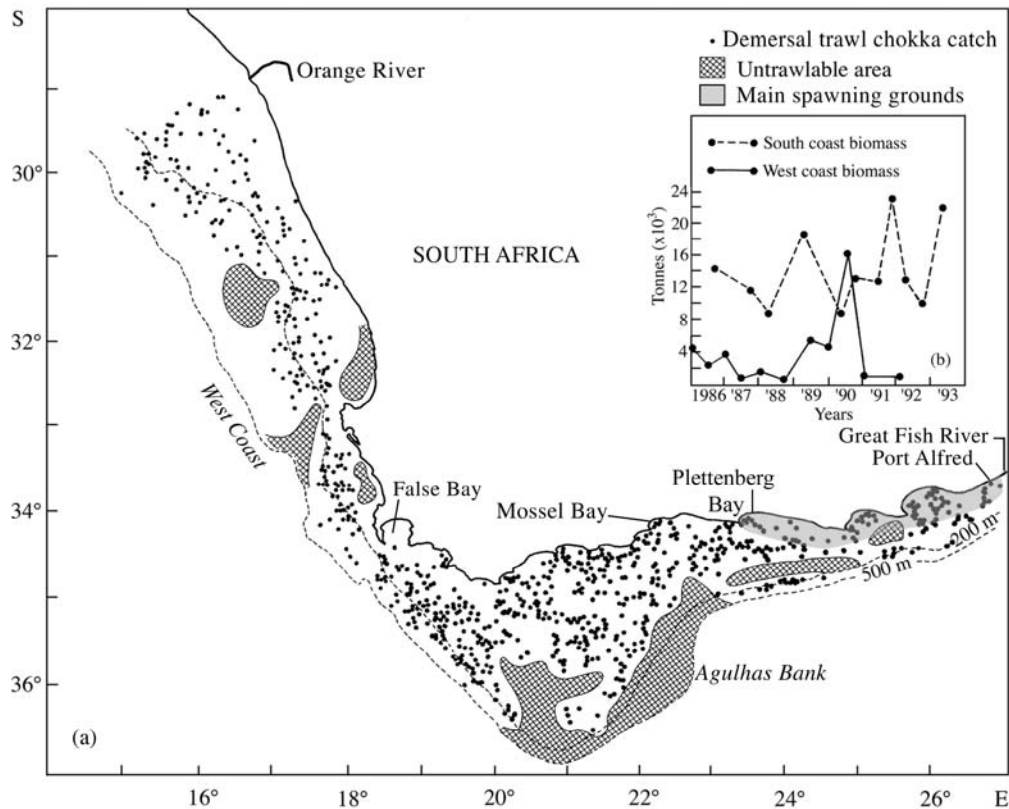 S
Orange River
30°
32°
34°
36°
SOUTH AFRICA
West Coast
False Bay
Mossel Bay
Plettenberg
Bay
Great Fish River
Port Alfred
200 m
500 m
Agulhas Bank
(a)
16°
18°
20°
22°
24°
26°
E
Demersal trawl chokka catch
Untrawlable area
Main spawning grounds
South coast biomass
West coast biomass
Tonnes (x10³)
24
20
16
12
8
4
(b)
1986 '87 '88 '89 '90 '91 '92 '93
Years